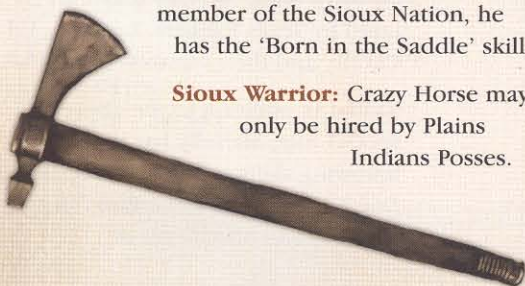 member of the Sioux Nation, he
has the ‘Born in the Saddle’ skill
Sioux Warrior: Crazy Horse may
only be hired by Plains
Indians Posses.